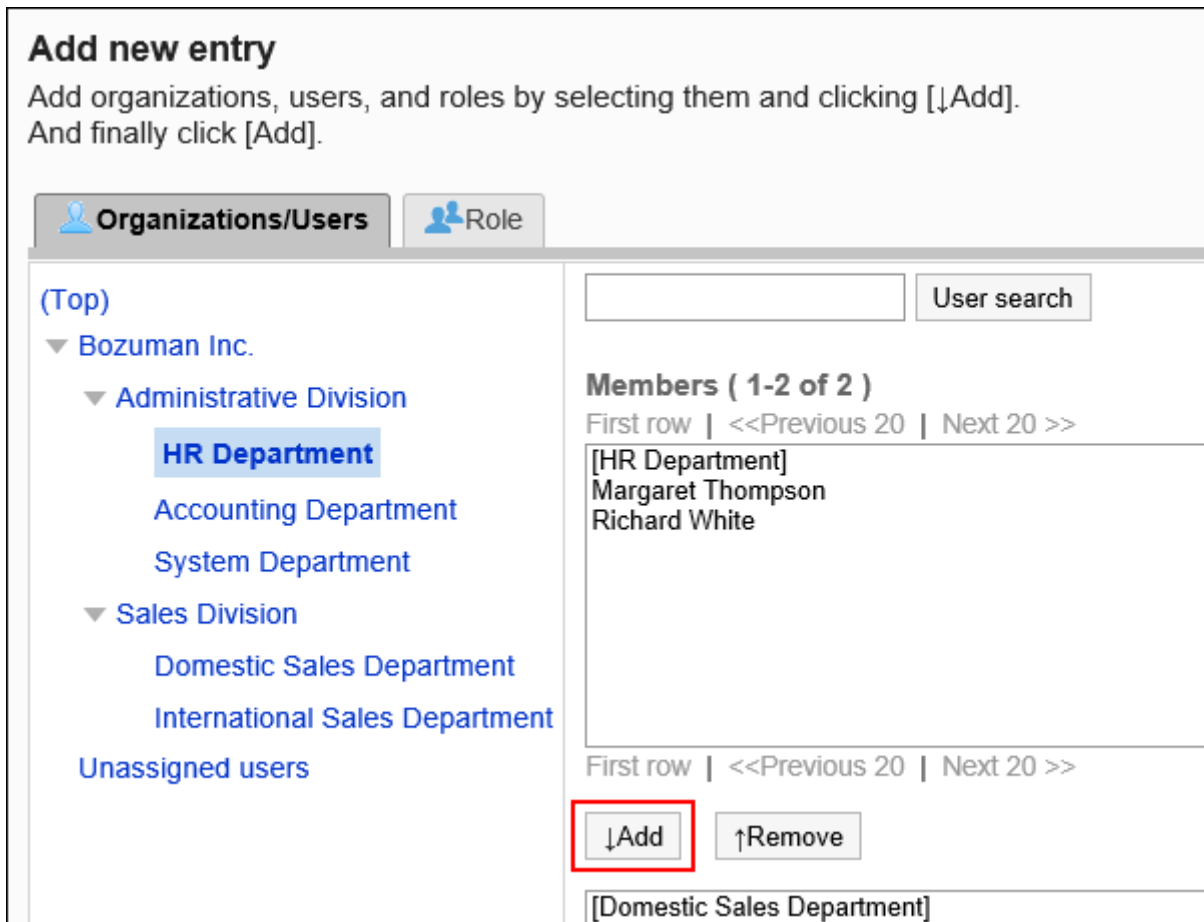 Add new entry
Add organizations, users, and roles by selecting them and clicking [↓Add].
And finally click [Add].
Organizations/Users
Role
(Top)
Bozuman Inc.
Administrative Division
HR Department
Accounting Department
System Department
Sales Division
Domestic Sales Department
International Sales Department
Unassigned users
User search
Members ( 1-2 of 2 )
First row | <<Previous 20 | Next 20 >>
[HR Department]
Margaret Thompson
Richard White
First row | <<Previous 20 | Next 20 >>
↓Add
↑Remove
[Domestic Sales Department]